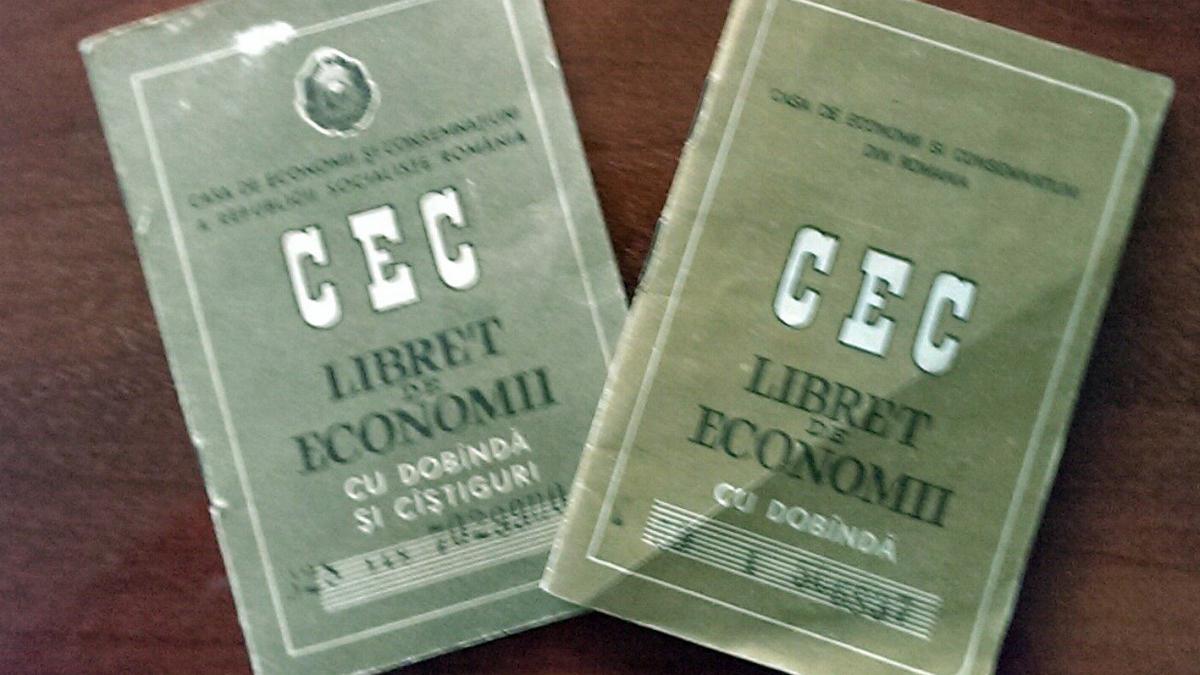 CASA DE ECONOMII ȘI CONSEMNAȚIUNI
A REPUBLICII SOCIALISTE ROMÂNIA
CEC
LIBRET
DE
ECONOMII
CU DOBÎNDĂ
ȘI CÎȘTIGURI
CASA DE ECONOMII ȘI CONSEMNAȚIUNI
DIN ROMÂNIA
CEC
LIBRET
DE
ECONOMII
CU DOBÎNDĂ